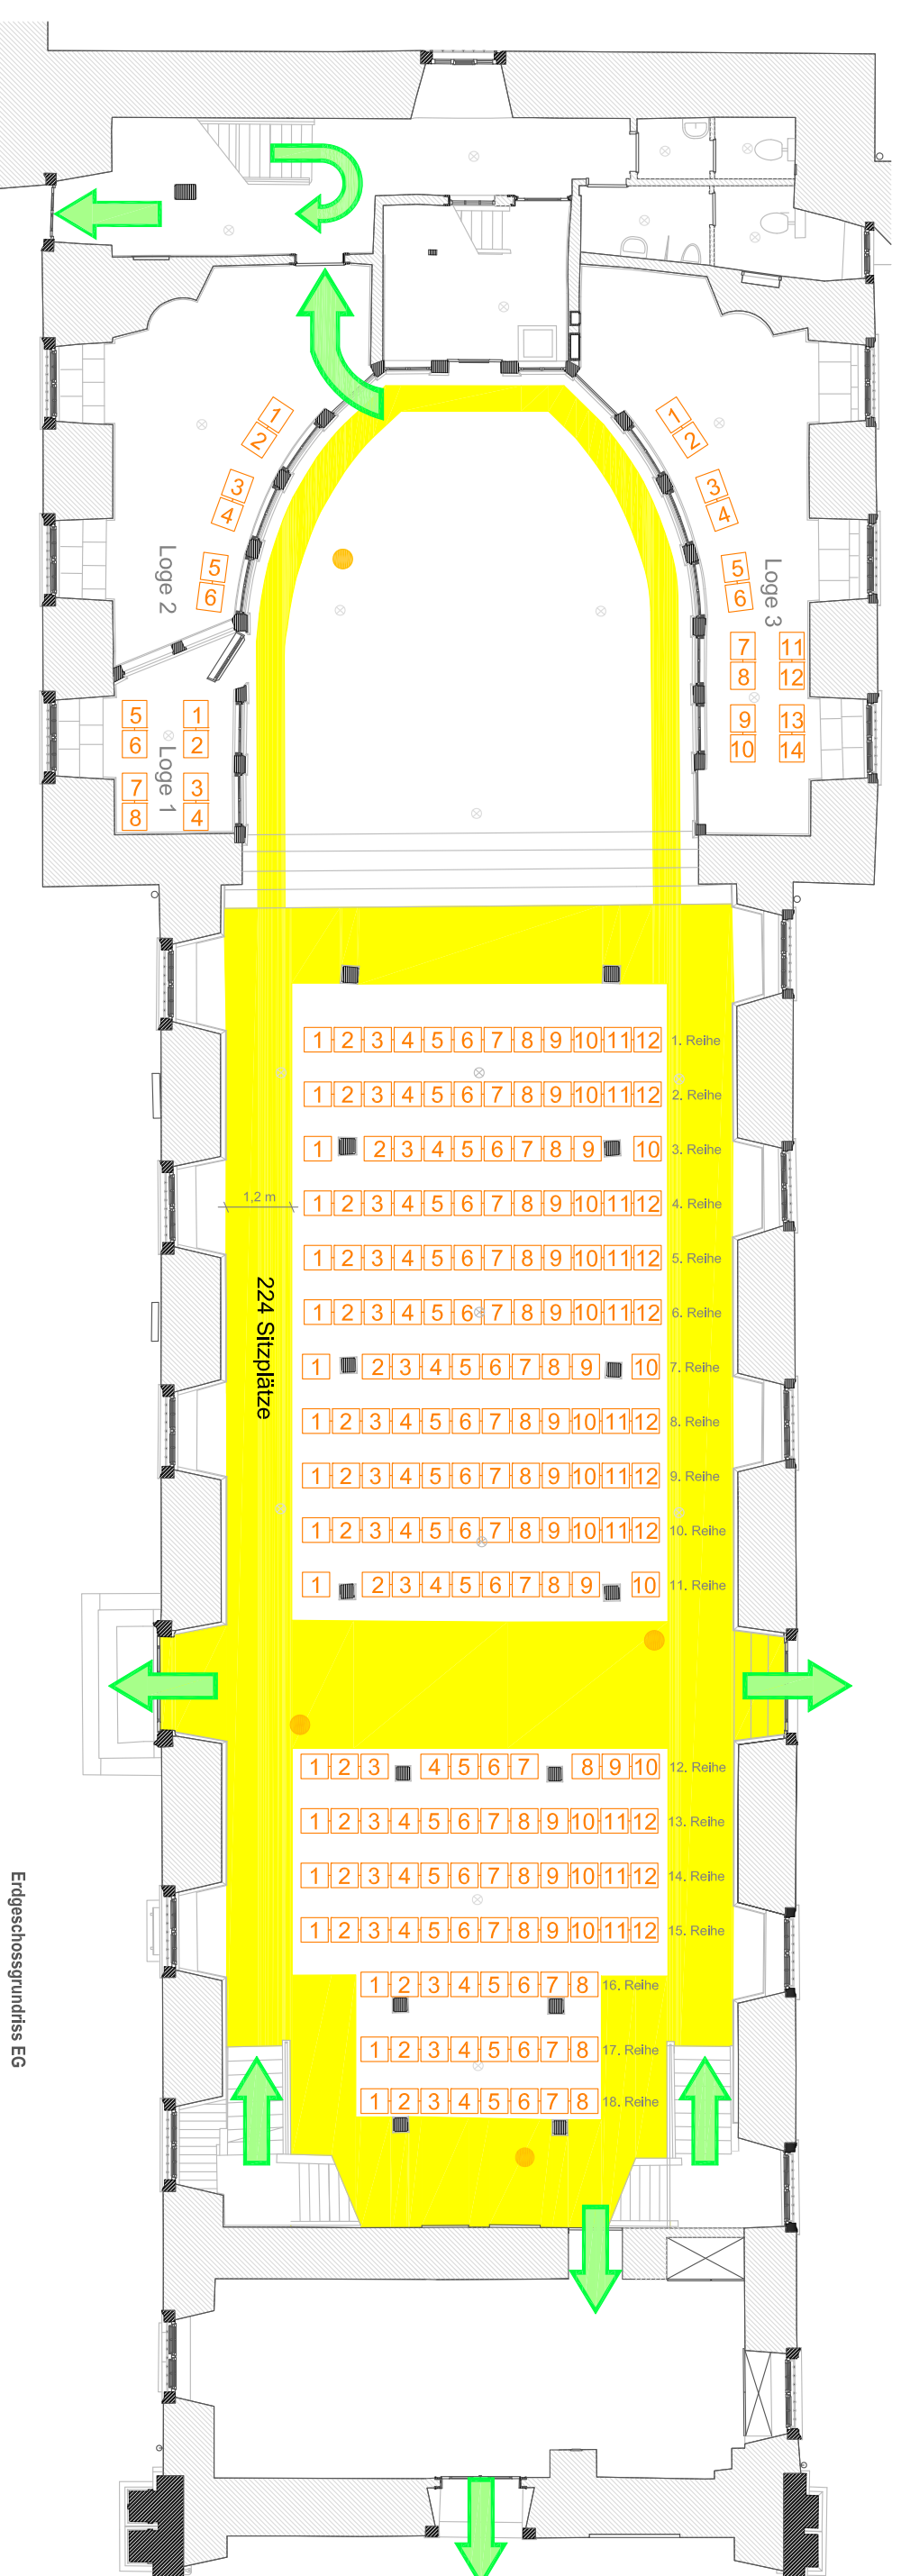 1
2
3
4
5
6
Loge 2
1
2
3
4
5
6
Loge 3
7
8
9
10
11
12
13
14
5
6
7
8
Loge 1
1
2
3
4
1 2 3 4 5 6 7 8 9 10 11 12 1. Reihe
1 2 3 4 5 6 7 8 9 10 11 12 2. Reihe
1 2 3 4 5 6 7 8 9 10 3. Reihe
1,2 m
1 2 3 4 5 6 7 8 9 10 11 12 4. Reihe
1 2 3 4 5 6 7 8 9 10 11 12 5. Reihe
224 Sitzplätze
1 2 3 4 5 6 7 8 9 10 11 12 6. Reihe
1 2 3 4 5 6 7 8 9 10 7. Reihe
1 2 3 4 5 6 7 8 9 10 11 12 8. Reihe
1 2 3 4 5 6 7 8 9 10 11 12 9. Reihe
1 2 3 4 5 6 7 8 9 10 11 12 10. Reihe
1 2 3 4 5 6 7 8 9 10 11. Reihe
1 2 3 4 5 6 7 8 9 10 12. Reihe
1 2 3 4 5 6 7 8 9 10 11 12 13. Reihe
1 2 3 4 5 6 7 8 9 10 11 12 14. Reihe
1 2 3 4 5 6 7 8 9 10 11 12 15. Reihe
1 2 3 4 5 6 7 8 16. Reihe
1 2 3 4 5 6 7 8 17. Reihe
1 2 3 4 5 6 7 8 18. Reihe
Erdgeschossgrundriss EG